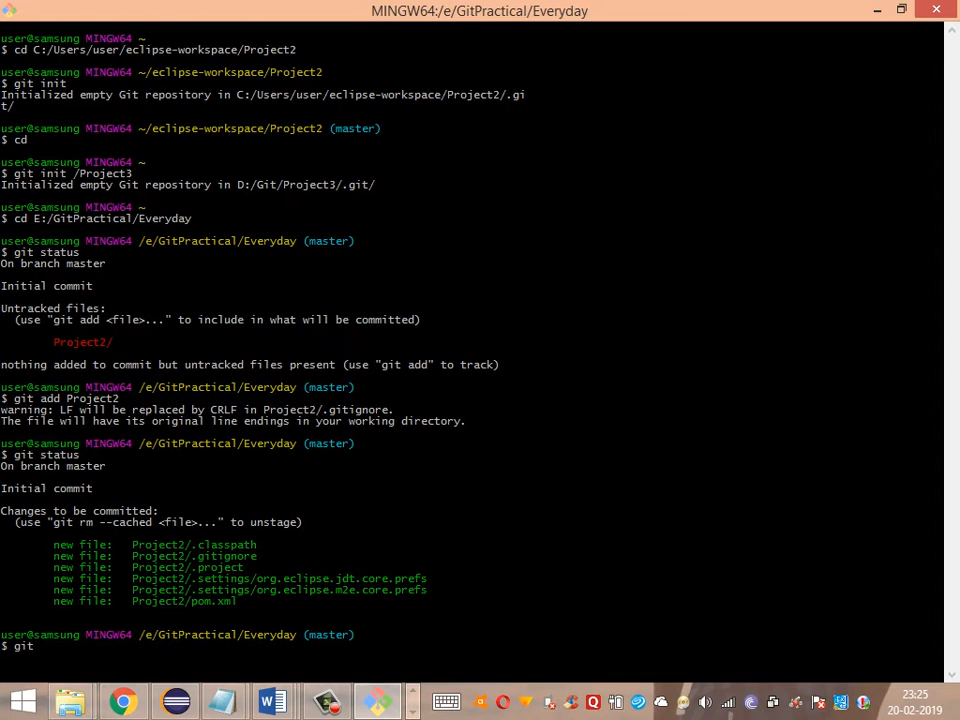 MINGW64:/e/GitPractical/Everyday
user@samsung MINGW64 ~
$ cd C:/Users/user/eclipse-workspace/Project2
user@samsung MINGW64 ~/eclipse-workspace/Project2
$ git init
Initialized empty Git repository in C:/Users/user/eclipse-workspace/Project2/.gi
t/
user@samsung MINGW64 ~/eclipse-workspace/Project2 (master)
$ cd
user@samsung MINGW64 ~
$ git init /Project3
Initialized empty Git repository in D:/Git/Project3/.git/
user@samsung MINGW64 ~
$ cd E:/GitPractical/Everyday
user@samsung MINGW64 /e/GitPractical/Everyday (master)
$ git status
On branch master
Initial commit
Untracked files:
(use "git add <file>..." to include in what will be committed)
Project2/
nothing added to commit but untracked files present (use "git add" to track)
user@samsung MINGW64 /e/GitPractical/Everyday (master)
$ git add Project2
warning: LF will be replaced by CRLF in Project2/.gitignore.
The file will have its original line endings in your working directory.
user@samsung MINGW64 /e/GitPractical/Everyday (master)
$ git status
On branch master
Initial commit
Changes to be committed:
(use "git rm --cached <file>..." to unstage)
new file: Project2/.classpath
new file: Project2/.gitignore
new file: Project2/.project
new file: Project2/.settings/org.eclipse.jdt.core.prefs
new file: Project2/.settings/org.eclipse.m2e.core.prefs
new file: Project2/pom.xml
user@samsung MINGW64 /e/GitPractical/Everyday (master)
$ git
23:25
20-02-2019